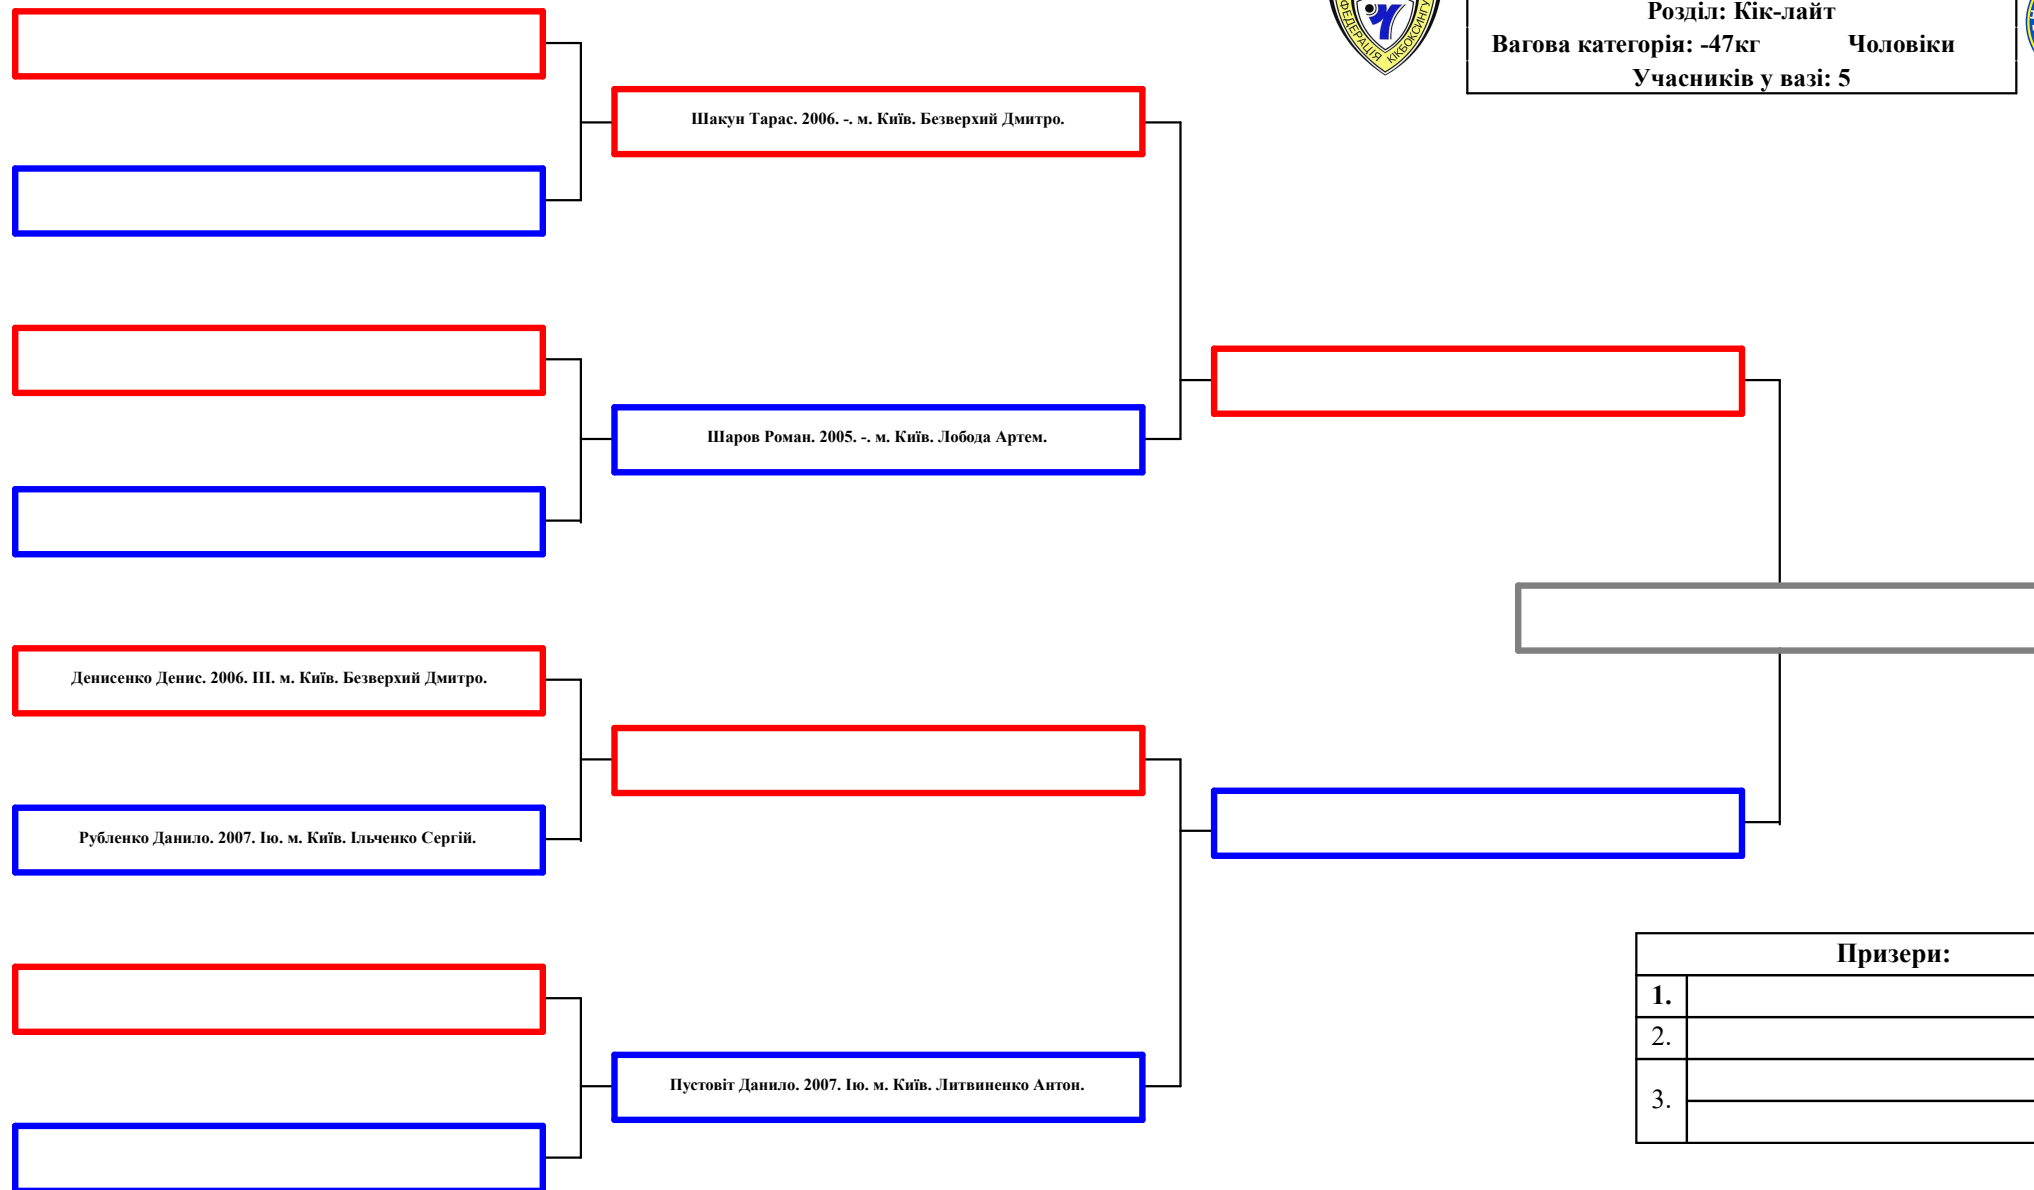 ФЕДЕРАЦІЯ КІКБОКСИНГУ
Розділ: Кік-лайт
Вагова категорія: -47кг Чоловіки
Учасників у вазі: 5
Шакун Тарас. 2006. -. м. Київ. Безверхий Дмитро.
Шаров Роман. 2005. -. м. Київ. Лобода Артем.
Денисенко Денис. 2006. ІІІ. м. Київ. Безверхий Дмитро.
Рубленко Данило. 2007. Ію. м. Київ. Ільченко Сергій.
Пустовіт Данило. 2007. Ію. м. Київ. Литвиненко Антон.
Призери:
1.
2.
3.